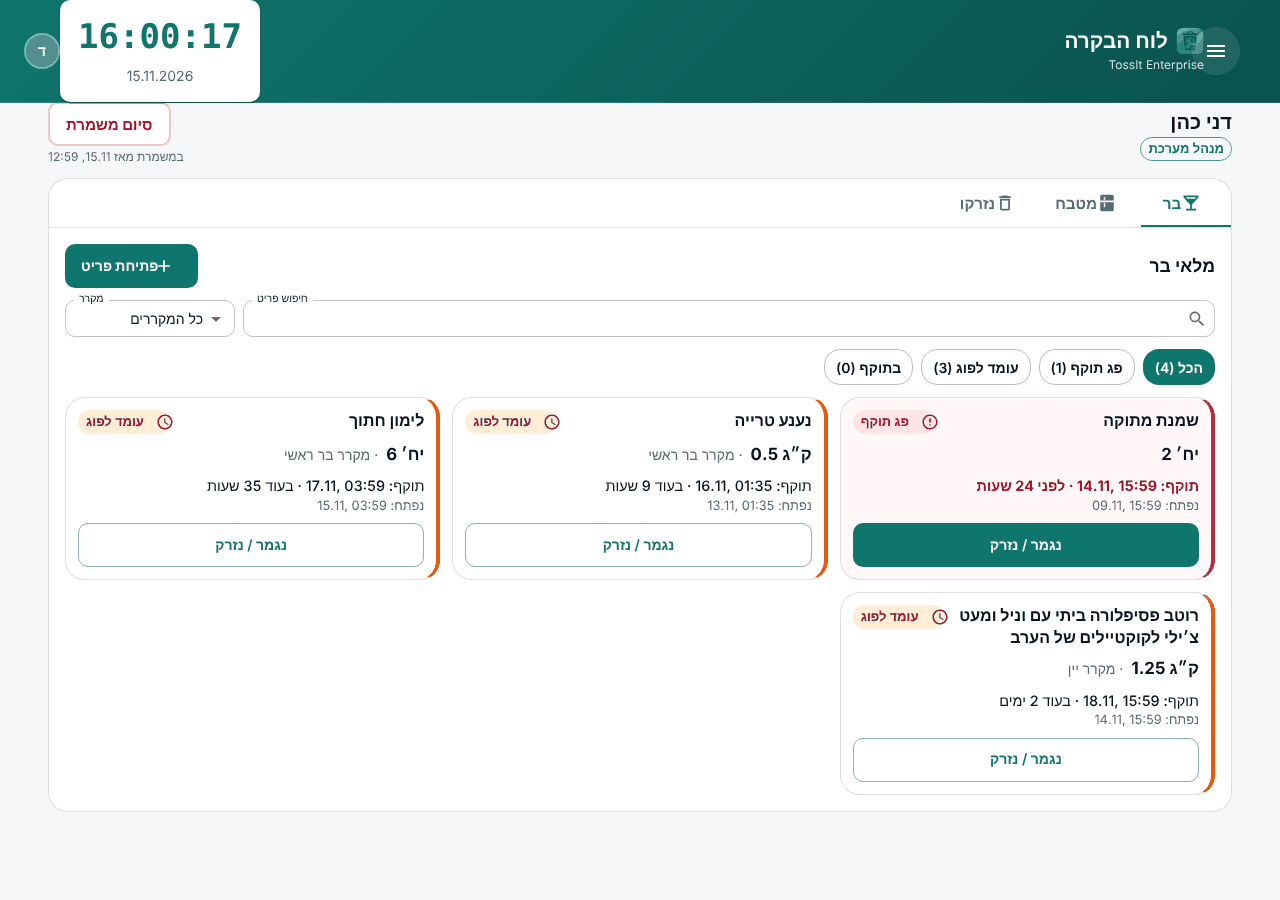 לוח הבקרה
TossIt Enterprise
16:00:17
15.11.2026
ד
דני כהן
מנהל מערכת
סיום משמרת
במשמרת מאז 15.11, 12:59
בר
מטבח
נזרקו
מלאי בר
פתיחת פריט
חיפוש פריט
מקרר
כל המקררים
הכל (4)
פג תוקף (1)
עומד לפוג (3)
בתוקף (0)
שמנת מתוקה
פג תוקף
2 יח׳
תוקף: 14.11, 15:59 · לפני 24 שעות
נפתח: 09.11, 15:59
נגמר / נזרק
נענע טרייה
עומד לפוג
0.5 ק״ג · מקרר בר ראשי
תוקף: 16.11, 01:35 · בעוד 9 שעות
נפתח: 13.11, 01:35
נגמר / נזרק
לימון חתוך
עומד לפוג
6 יח׳ · מקרר בר ראשי
תוקף: 17.11, 03:59 · בעוד 35 שעות
נפתח: 15.11, 03:59
נגמר / נזרק
רוטב פסיפלורה ביתי עם וניל ומעט
צ׳ילי לקוקטיילים של הערב
עומד לפוג
1.25 ק״ג · מקרר יין
תוקף: 18.11, 15:59 · בעוד 2 ימים
נפתח: 14.11, 15:59
נגמר / נזרק